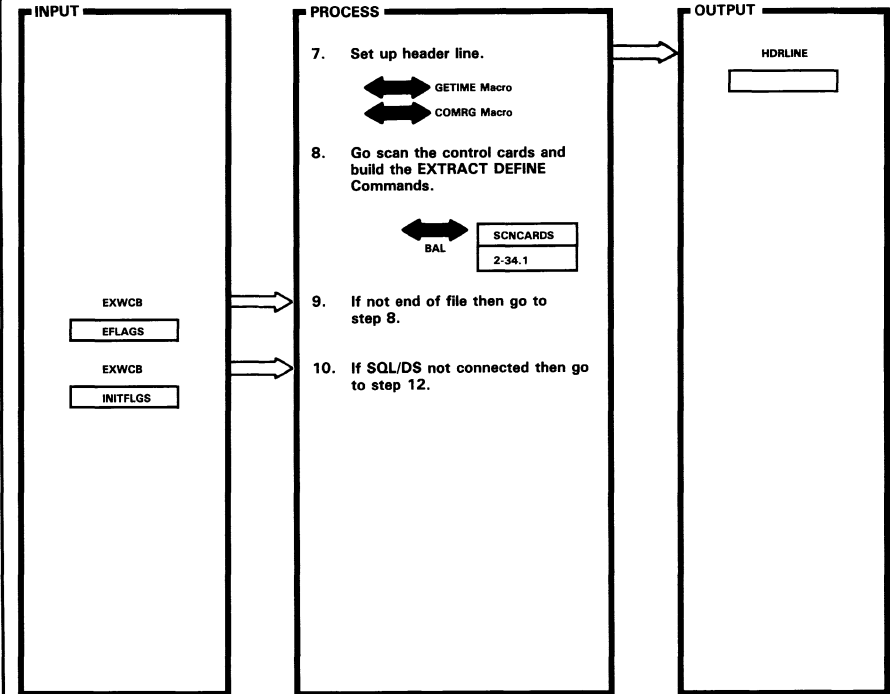 INPUT
PROCESS
OUTPUT
7. Set up header line.
HDRLINE
GETIME Macro
COMRG Macro
8. Go scan the control cards and
build the EXTRACT DEFINE
Commands.
BAL
SCNCARDS
2-34.1
EXWCB
EFLAGS
9. If not end of file then go to
step 8.
EXWCB
INITFLGS
10. If SQL/DS not connected then go
to step 12.